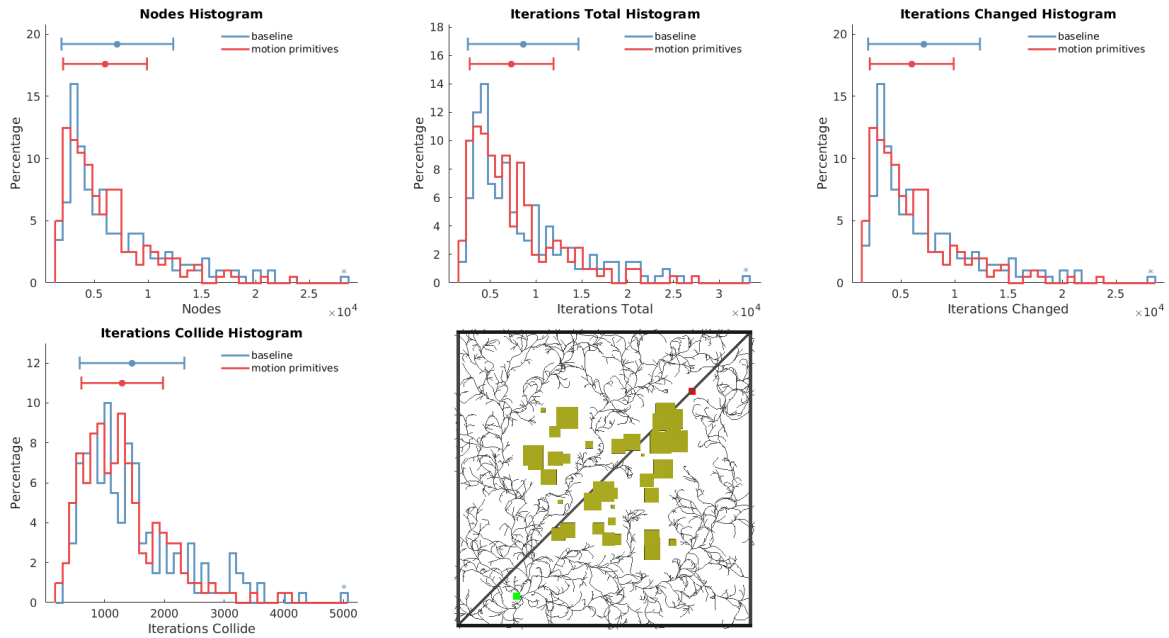 Nodes Histogram
baseline
motion primitives
Percentage
20
15
10
5
0
*
0.5
1
1.5
2
2.5
Nodes
×10^4
Iterations Total Histogram
baseline
motion primitives
Percentage
18
16
14
12
10
8
6
4
2
0
*
0.5
1
1.5
2
2.5
3
Iterations Total
×10^4
Iterations Changed Histogram
baseline
motion primitives
Percentage
20
15
10
5
0
*
0.5
1
1.5
2
2.5
Iterations Changed
×10^4
Iterations Collide Histogram
baseline
motion primitives
Percentage
12
10
8
6
4
2
0
*
1000
2000
3000
4000
5000
Iterations Collide